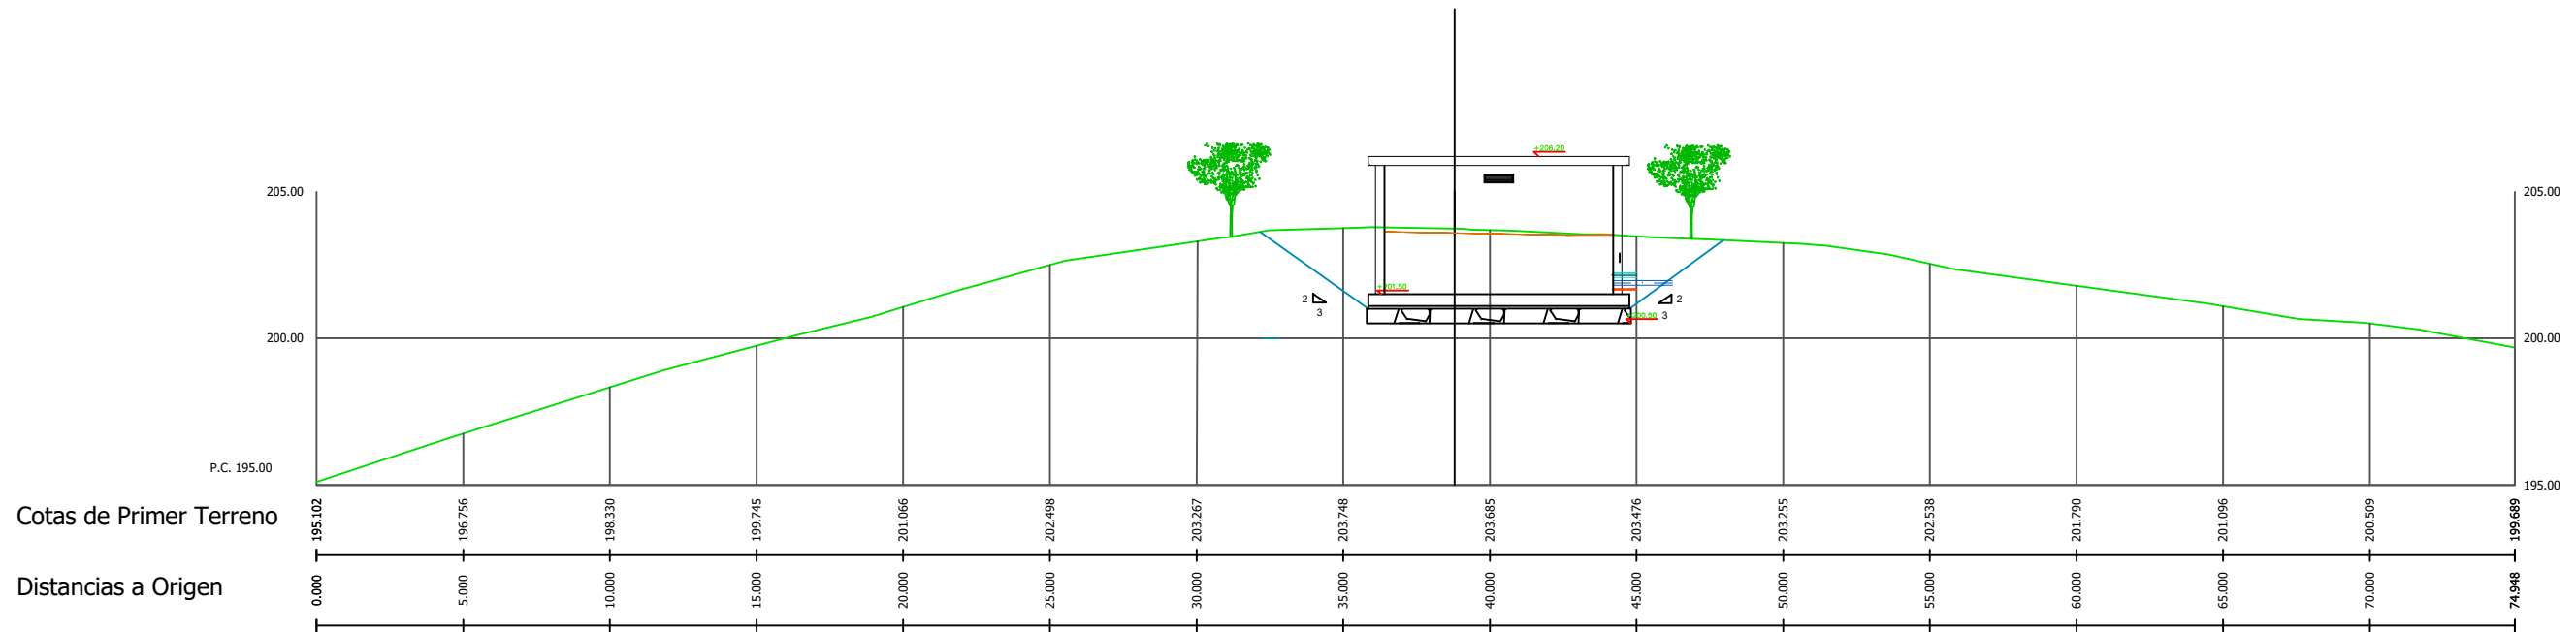 +206.20
205.00
205.00
+201.50
2
3
2
3
+200.50
200.00
200.00
P.C. 195.00
195.00
Cotas de Primer Terreno
195.102 196.756 198.330 199.745 201.066 202.498 203.267 203.748 203.685 203.476 203.255 202.538 201.790 201.096 200.509 199.689
Distancias a Origen
0.000 5.000 10.000 15.000 20.000 25.000 30.000 35.000 40.000 45.000 50.000 55.000 60.000 65.000 70.000 74.948